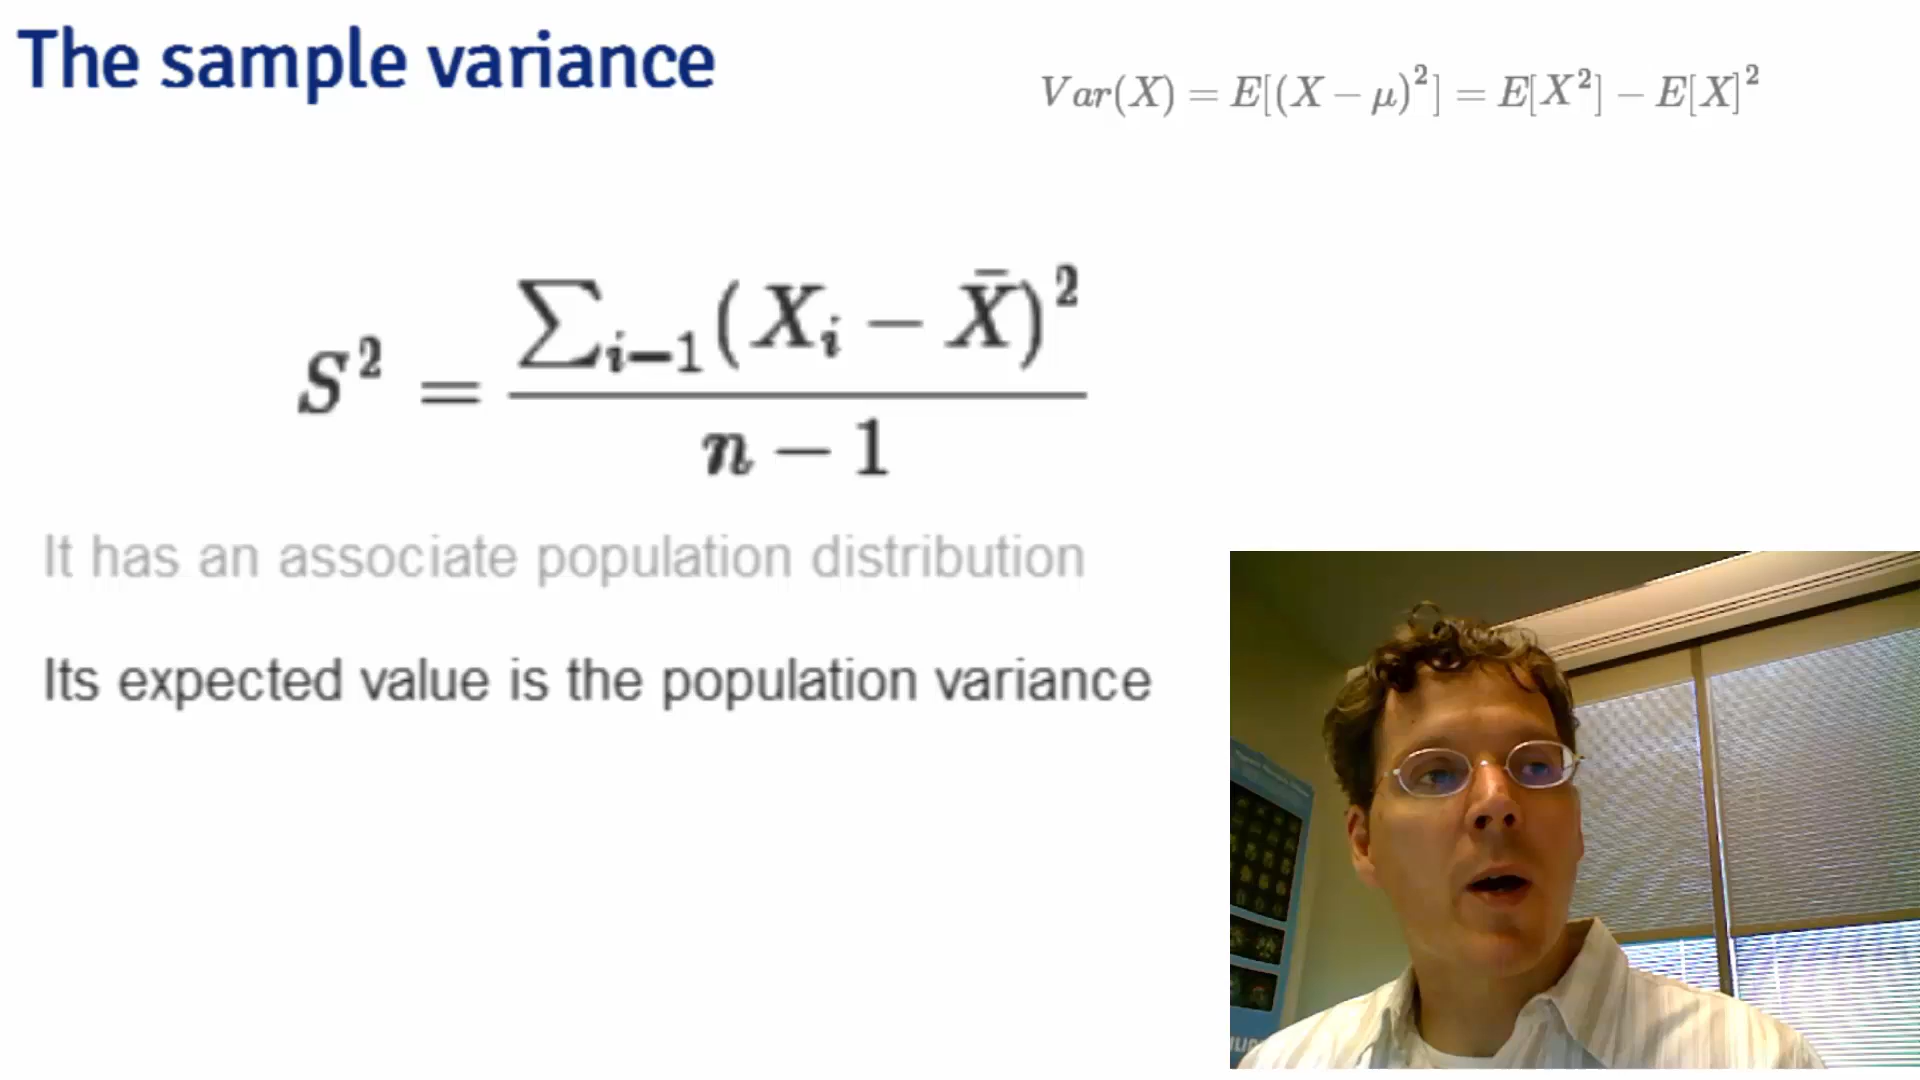 The sample variance
Var(X) = E[(X − μ)²] = E[X²] − E[X]²
S² = ∑ᵢ₋₁(Xᵢ − X̄)² / n − 1
It has an associate population distribution
Its expected value is the population variance